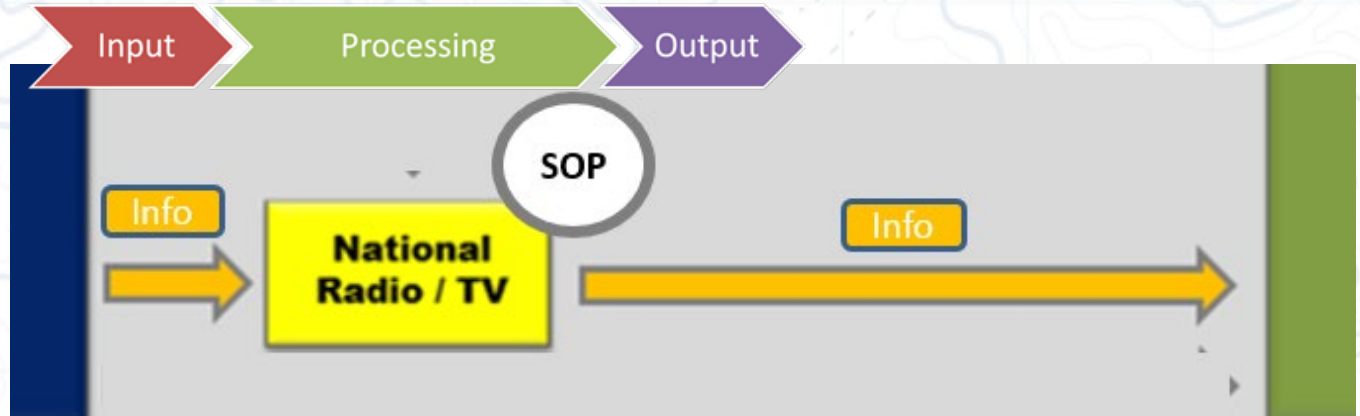 Input
Processing
Output
SOP
Info
Info
National
Radio / TV